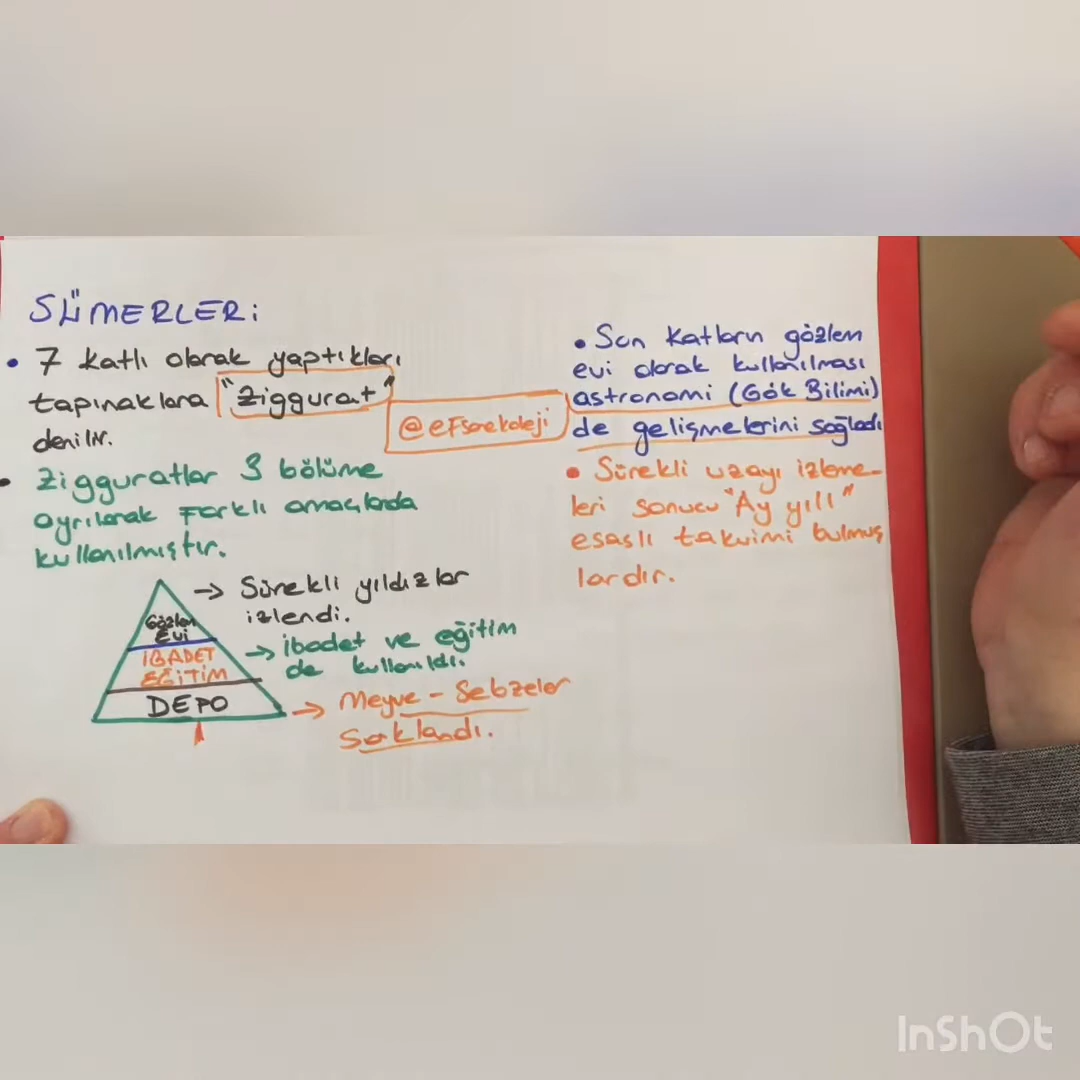 SÜMERLER:
• 7 katlı olarak yaptıkları
tapınaklara "Ziggurat"
denilir.
• Zigguratlar 3 bölüme
ayrılarak farklı amaçlarda
kullanılmıştır.
Gözlem
Evi
→ Sürekli yıldızlar
izlendi.
İBADET
EĞİTİM
→ İbadet ve eğitim
de kullanıldı.
DEPO
→ Meyve - Sebzeler
Saklandı.
@eFsanekoleji
• Son katların gözlem
evi olarak kullanılması
astronomi (Gök Bilimi)
de gelişmelerini sağladı
• Sürekli uzayı izleme-
leri sonucu "Ay yılı"
esaslı takvimi bulmuş
lardır.
InShOt